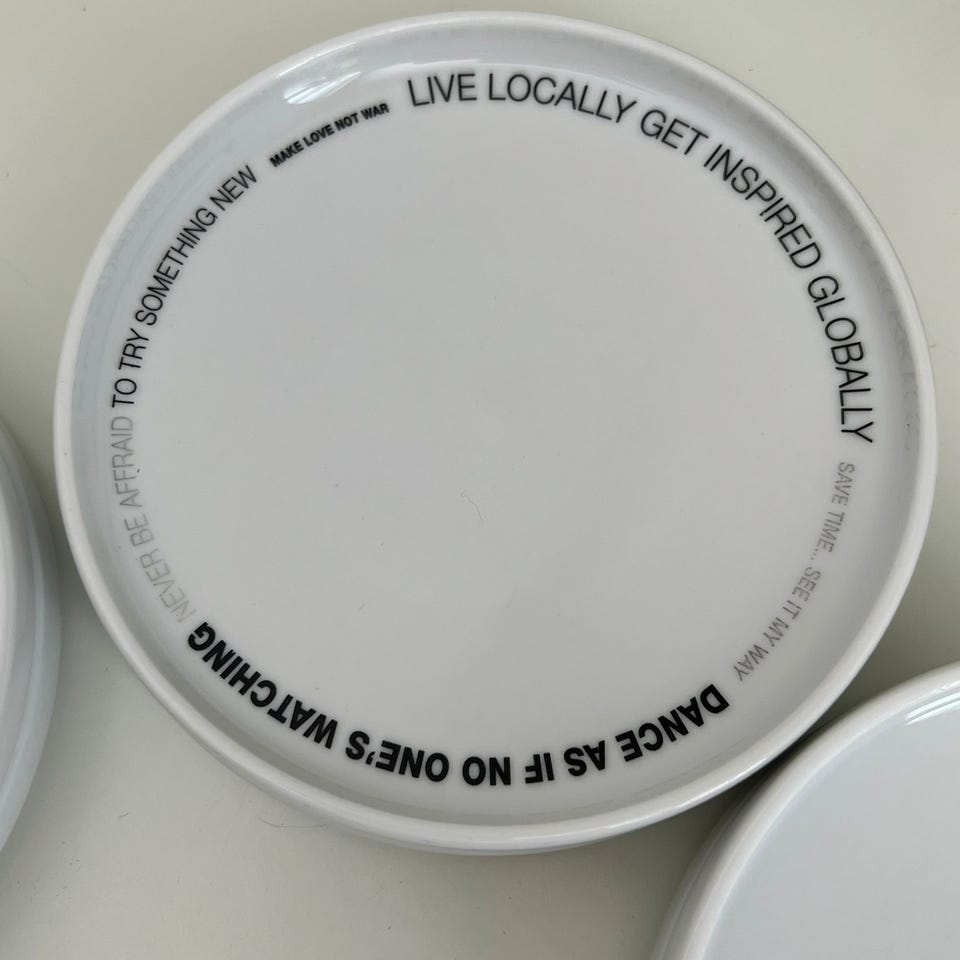 LIVE LOCALLY GET INSPIRED GLOBALLY
SAVE TIME... SEE IT MY WAY
DANCE AS IF NO ONE'S WATCHING
NEVER BE AFFRAID TO TRY SOMETHING NEW
MAKE LOVE NOT WAR